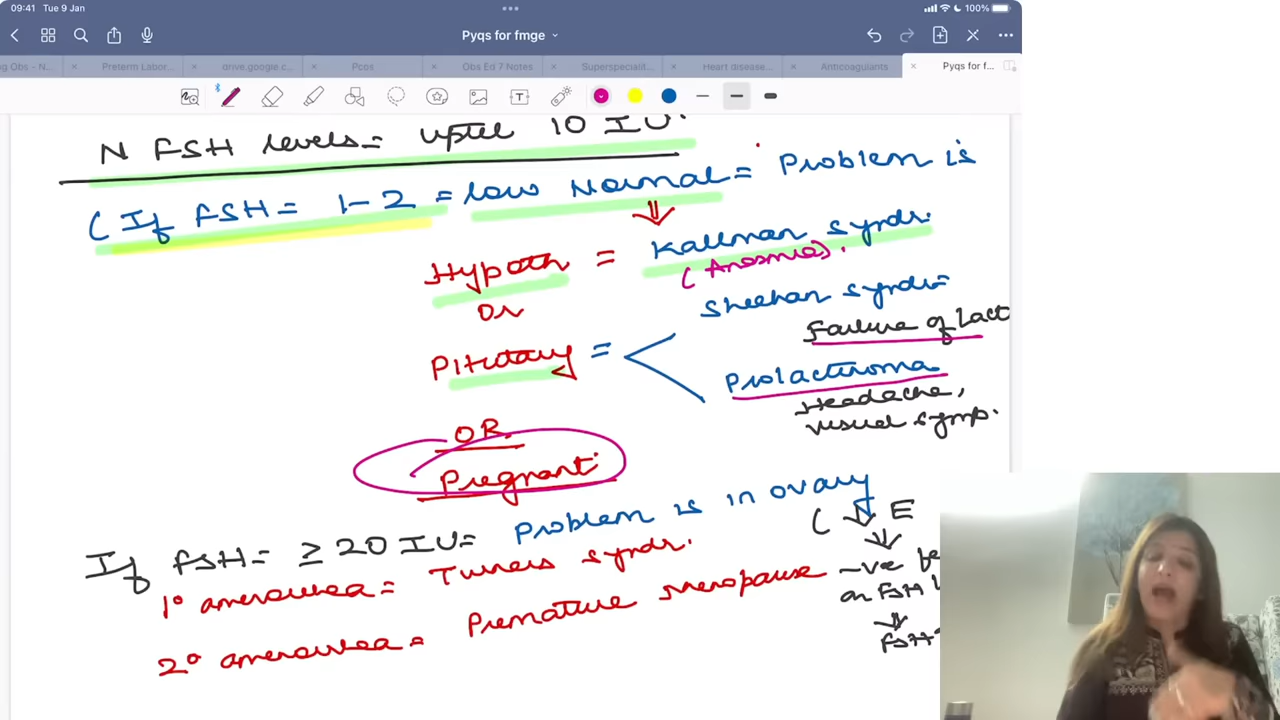 09:41 Tue 9 Jan
100%
Pyqs for fmge
Preterm Labor...
drive.google.c...
Pcos
Obs Ed 7 Notes
Superspecialit...
Heart disease...
Anticoagulants
Pyqs for f...
N FSH levels= uptil 10 IU.
( If FSH= 1-2 = low Normal = Problem is
Hypoth = Kallman syndr.
(Anosmia).
or
Sheehan syndr=
failure of Lact
Pitutary =
Prolactinoma
Headache,
visual symp.
OR
Pregnant
If FSH= ≥ 20 IU= Problem is in ovary
( ↓ E
1° amenorrhea = Turners syndr.
-ve
on FSH
2° amenorrhea = Premature menopause
FSH